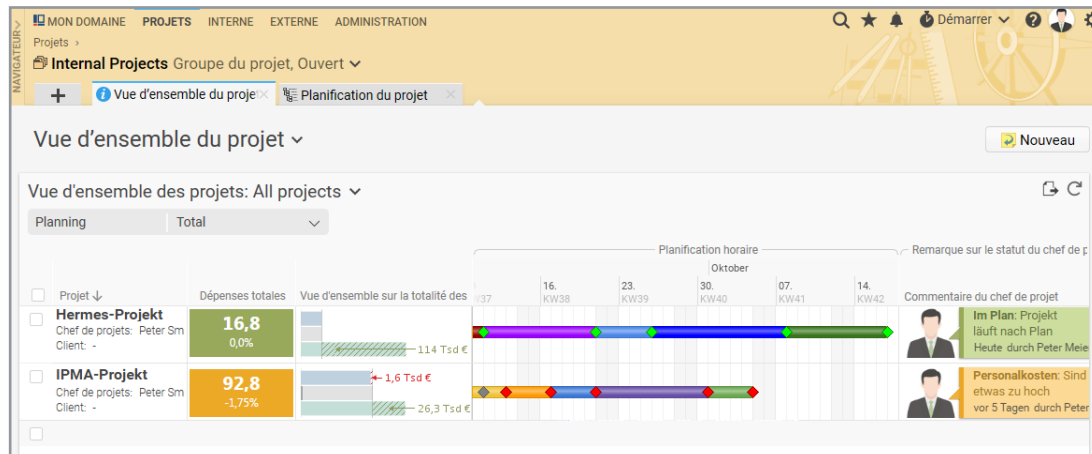 NAVIGATEUR
MON DOMAINE PROJETS INTERNE EXTERNE ADMINISTRATION Démarrer
Projets ›
Internal Projects Groupe du projet, Ouvert
+ Vue d'ensemble du proje Planification du projet
Vue d'ensemble du projet
Nouveau
Vue d'ensemble des projets: All projects
Planning Total
Planification horaire Remarque sur le statut du chef de p
Oktober
16. 23. 30. 07. 14.
Projet Dépenses totales Vue d'ensemble sur la totalité des 37 KW38 KW39 KW40 KW41 KW42 Commentaire du chef de projet
Hermes-Projekt
Chef de projets: Peter Sm
Client: -
16,8
0,0%
114 Tsd €
Im Plan: Projekt
läuft nach Plan
Heute durch Peter Meie
IPMA-Projekt
Chef de projets: Peter Sm
Client: -
92,8
-1,75%
1,6 Tsd €
26,3 Tsd €
Personalkosten: Sind
etwas zu hoch
vor 5 Tagen durch Peter